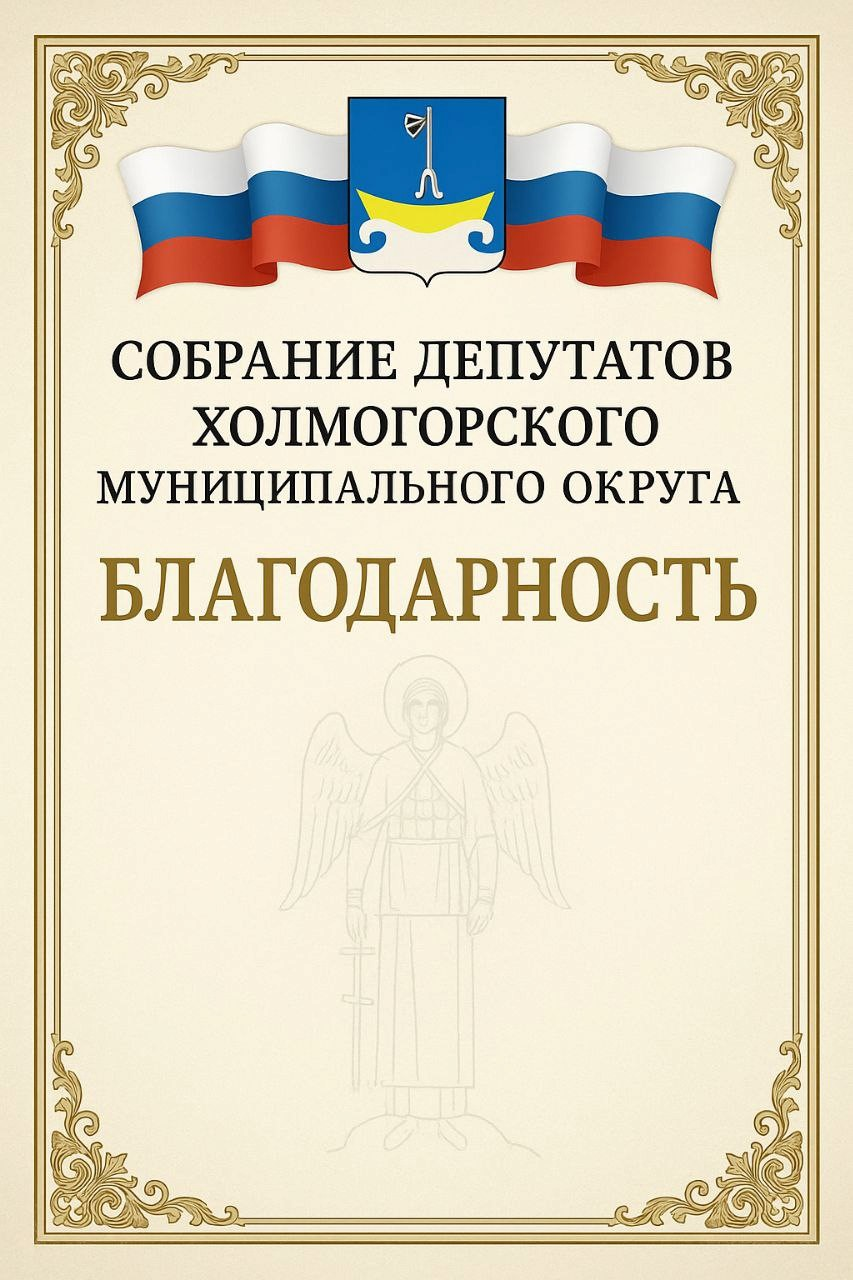 СОБРАНИЕ ДЕПУТАТОВ
ХОЛМОГОРСКОГО
МУНИЦИПАЛЬНОГО ОКРУГА
БЛАГОДАРНОСТЬ